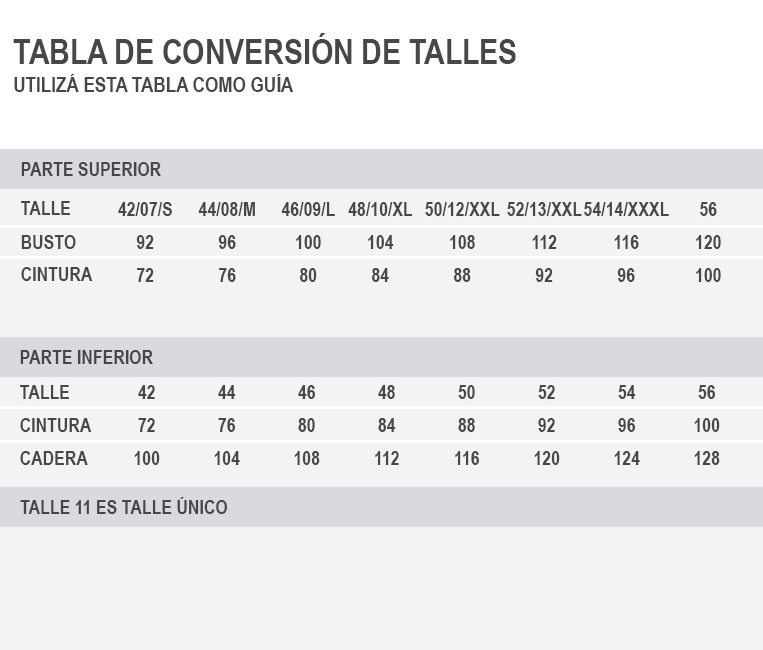 TABLA DE CONVERSIÓN DE TALLES
UTILIZÁ ESTA TABLA COMO GUÍA
PARTE SUPERIOR
TALLE 42/07/S 44/08/M 46/09/L 48/10/XL 50/12/XXL 52/13/XXL 54/14/XXXL 56
BUSTO 92 96 100 104 108 112 116 120
CINTURA 72 76 80 84 88 92 96 100
PARTE INFERIOR
TALLE 42 44 46 48 50 52 54 56
CINTURA 72 76 80 84 88 92 96 100
CADERA 100 104 108 112 116 120 124 128
TALLE 11 ES TALLE ÚNICO